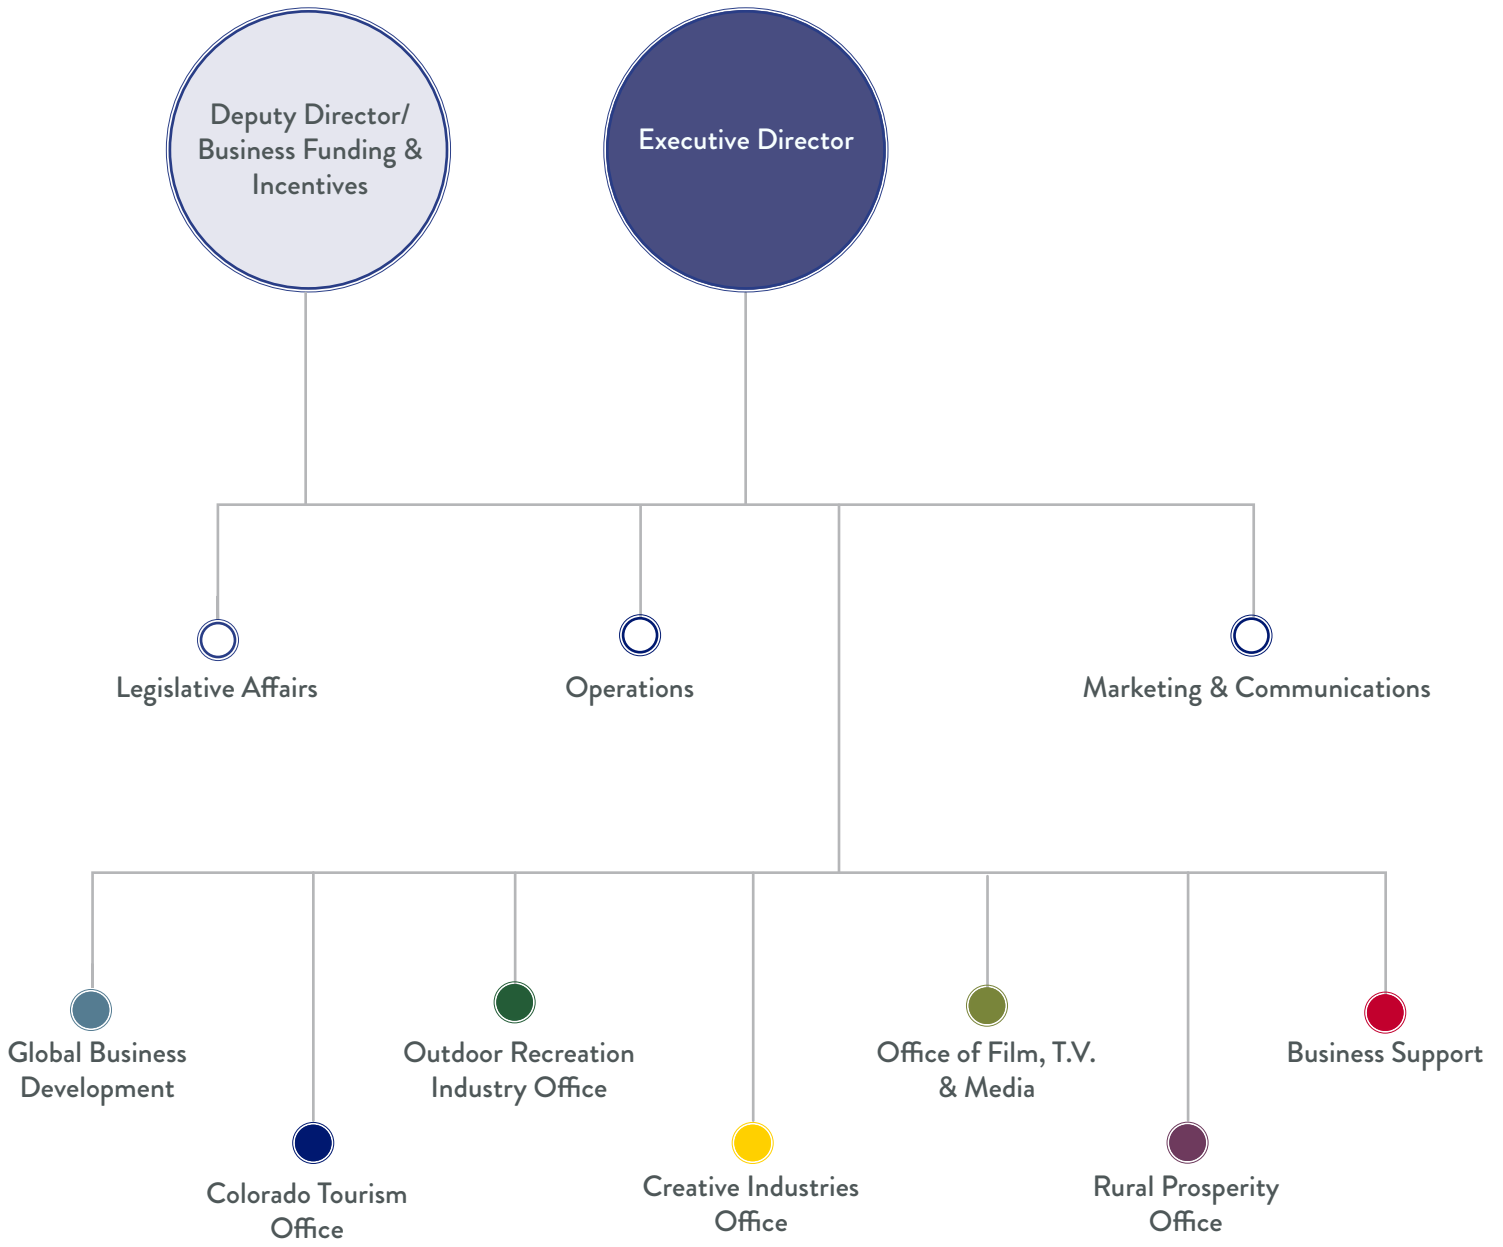 Deputy Director/
Business Funding &
Incentives
Executive Director
Legislative Affairs
Operations
Marketing & Communications
Global Business
Development
Outdoor Recreation
Industry Office
Office of Film, T.V.
& Media
Business Support
Colorado Tourism
Office
Creative Industries
Office
Rural Prosperity
Office